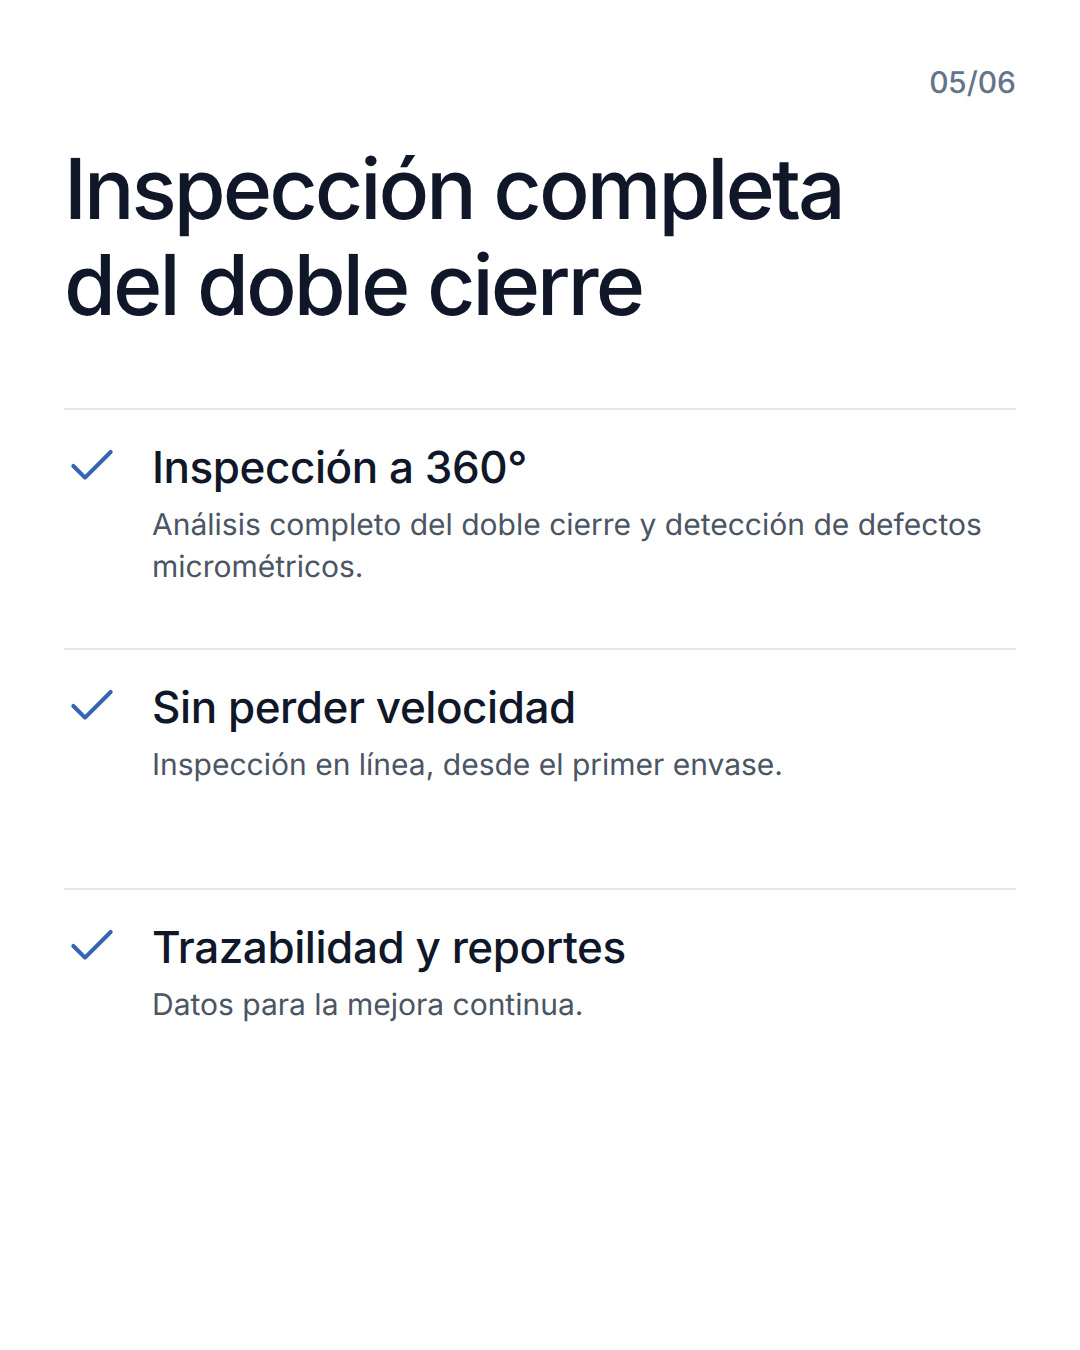 05/06
Inspección completa
del doble cierre
Inspección a 360°
Análisis completo del doble cierre y detección de defectos
micrométricos.
Sin perder velocidad
Inspección en línea, desde el primer envase.
Trazabilidad y reportes
Datos para la mejora continua.